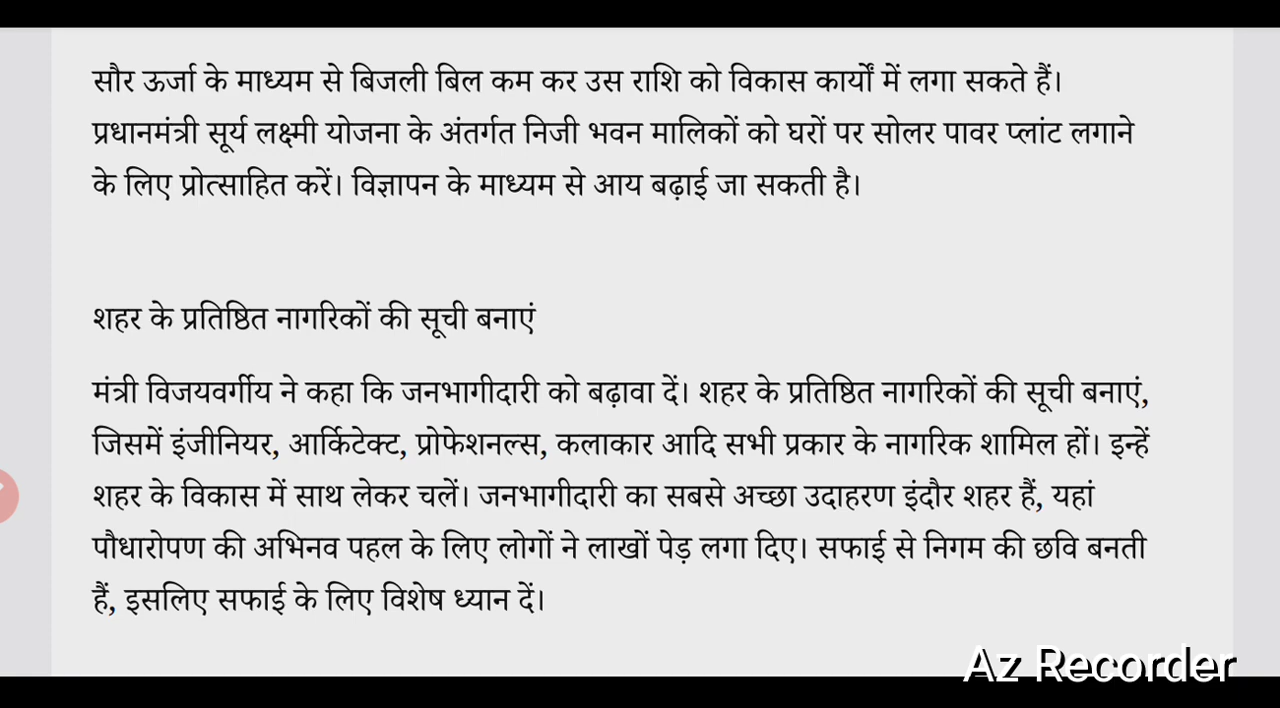 सौर ऊर्जा के माध्यम से बिजली बिल कम कर उस राशि को विकास कार्यों में लगा सकते हैं।
प्रधानमंत्री सूर्य लक्ष्मी योजना के अंतर्गत निजी भवन मालिकों को घरों पर सोलर पावर प्लांट लगाने
के लिए प्रोत्साहित करें। विज्ञापन के माध्यम से आय बढ़ाई जा सकती है।
शहर के प्रतिष्ठित नागरिकों की सूची बनाएं
मंत्री विजयवर्गीय ने कहा कि जनभागीदारी को बढ़ावा दें। शहर के प्रतिष्ठित नागरिकों की सूची बनाएं,
जिसमें इंजीनियर, आर्किटेक्ट, प्रोफेशनल्स, कलाकार आदि सभी प्रकार के नागरिक शामिल हों। इन्हें
शहर के विकास में साथ लेकर चलें। जनभागीदारी का सबसे अच्छा उदाहरण इंदौर शहर हैं, यहां
पौधारोपण की अभिनव पहल के लिए लोगों ने लाखों पेड़ लगा दिए। सफाई से निगम की छवि बनती
हैं, इसलिए सफाई के लिए विशेष ध्यान दें।
Az Recorder